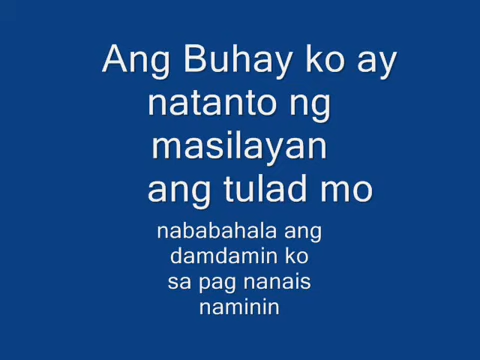 Ang Buhay ko ay
natanto ng
masilayan
ang tulad mo
nababahala ang
damdamin ko
sa pag nanais
naminin